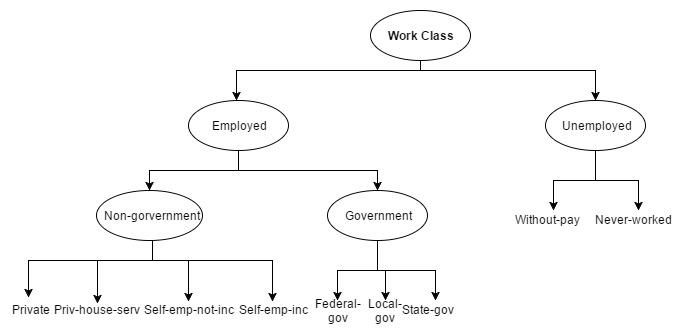 Work Class
Employed
Unemployed
Non-gorvernment
Government
Without-pay
Never-worked
Private
Priv-house-serv
Self-emp-not-inc
Self-emp-inc
Federal-
gov
Local-
gov
State-gov